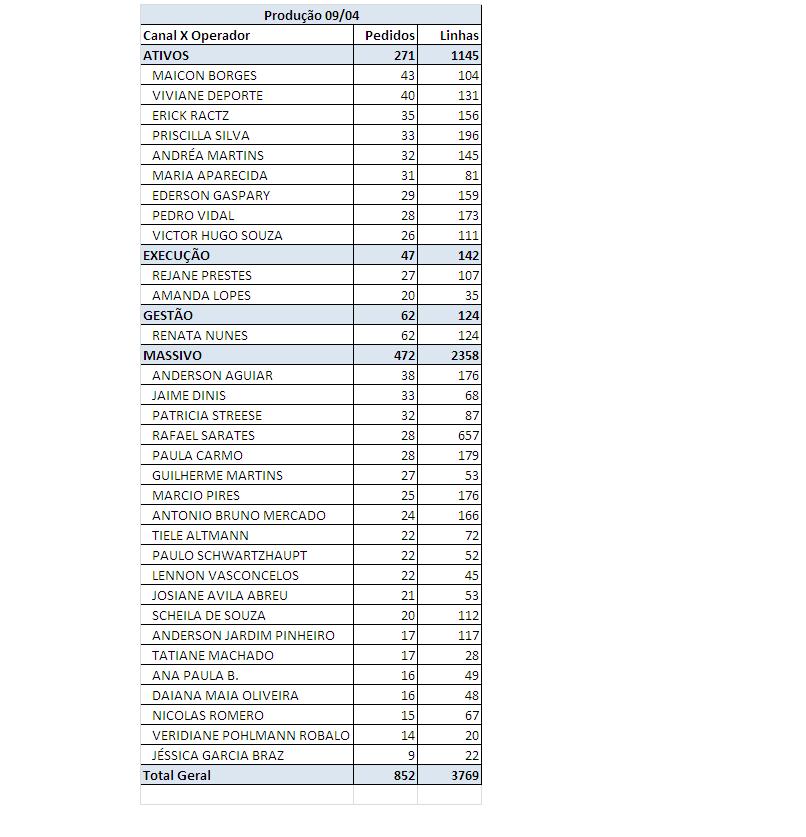 Produção 09/04
Canal X Operador Pedidos Linhas
ATIVOS 271 1145
MAICON BORGES 43 104
VIVIANE DEPORTE 40 131
ERICK RACTZ 35 156
PRISCILLA SILVA 33 196
ANDRÉA MARTINS 32 145
MARIA APARECIDA 31 81
EDERSON GASPARY 29 159
PEDRO VIDAL 28 173
VICTOR HUGO SOUZA 26 111
EXECUÇÃO 47 142
REJANE PRESTES 27 107
AMANDA LOPES 20 35
GESTÃO 62 124
RENATA NUNES 62 124
MASSIVO 472 2358
ANDERSON AGUIAR 38 176
JAIME DINIS 33 68
PATRICIA STREESE 32 87
RAFAEL SARATES 28 657
PAULA CARMO 28 179
GUILHERME MARTINS 27 53
MARCIO PIRES 25 176
ANTONIO BRUNO MERCADO 24 166
TIELE ALTMANN 22 72
PAULO SCHWARTZHAUPT 22 52
LENNON VASCONCELOS 22 45
JOSIANE AVILA ABREU 21 53
SCHEILA DE SOUZA 20 112
ANDERSON JARDIM PINHEIRO 17 117
TATIANE MACHADO 17 28
ANA PAULA B. 16 49
DAIANA MAIA OLIVEIRA 16 48
NICOLAS ROMERO 15 67
VERIDIANE POHLMANN ROBALO 14 20
JÉSSICA GARCIA BRAZ 9 22
Total Geral 852 3769